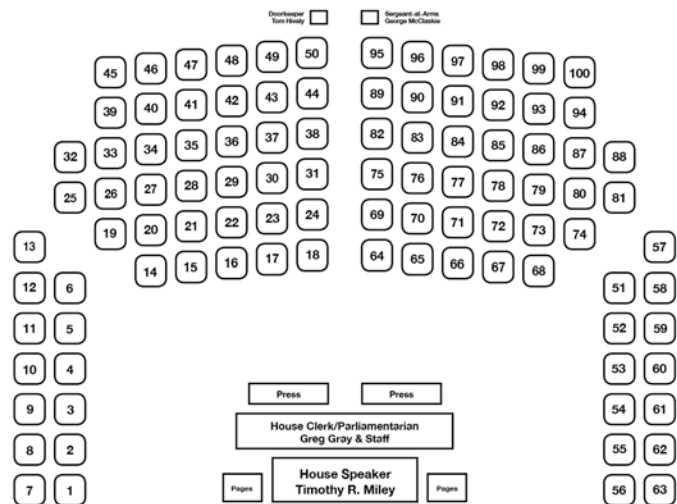 Doorkeeper
Tom Hively
Sergeant-at-Arms
George McClaskie
45 46 47 48 49 50 95 96 97 98 99 100
39 40 41 42 43 44 89 90 91 92 93 94
32 33 34 35 36 37 38 82 83 84 85 86 87 88
25 26 27 28 29 30 31 75 76 77 78 79 80 81
19 20 21 22 23 24 69 70 71 72 73 74
13 14 15 16 17 18 64 65 66 67 68 57
12 6 51 58
11 5 52 59
10 4 53 60
9 3 54 61
8 2 55 62
7 1 56 63
Press Press
House Clerk/Parliamentarian
Greg Gray & Staff
Pages
House Speaker
Timothy R. Miley
Pages